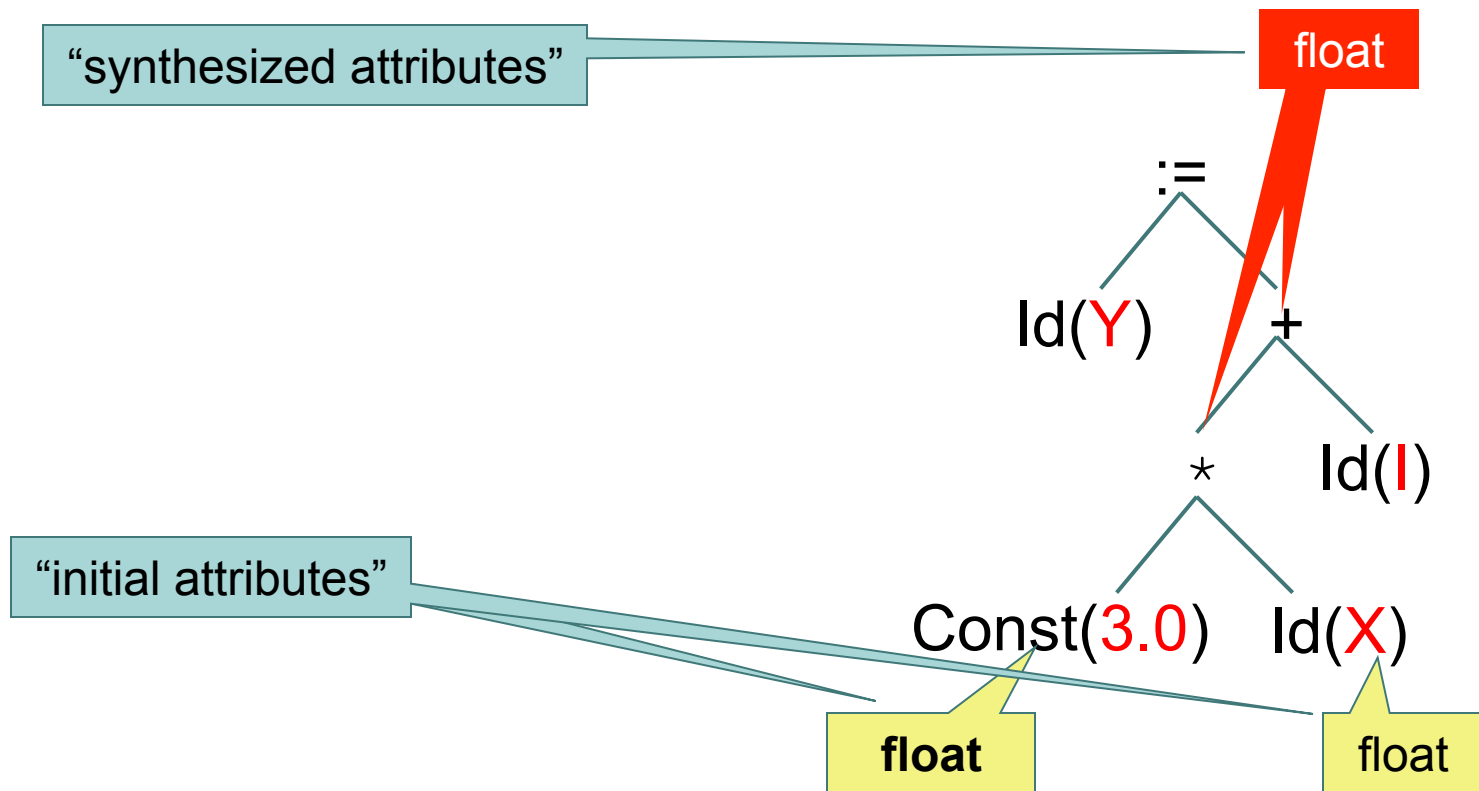 “synthesized attributes”
float
:=
Id(Y)
+
*
Id(I)
“initial attributes”
Const(3.0)
Id(X)
float
float